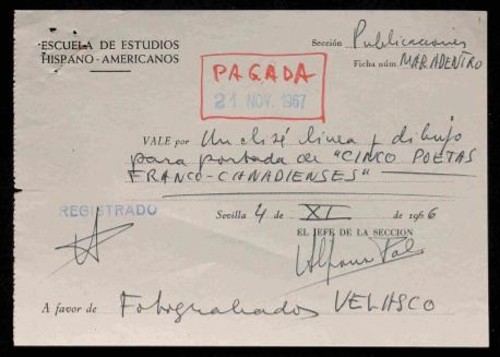 ESCUELA DE ESTUDIOS
HISPANO-AMERICANOS
Sección Publicaciones
Ficha núm. MARADENTRO
PAGADA
21 NOV. 1967
VALE por Un clisé línea y dibujo
para portada de "CINCO POETAS
FRANCO-CANADIENSES"
REGISTRADO
Sevilla 4 de XI de 1966
EL JEFE DE LA SECCION
A favor de Fotograbados VELASCO